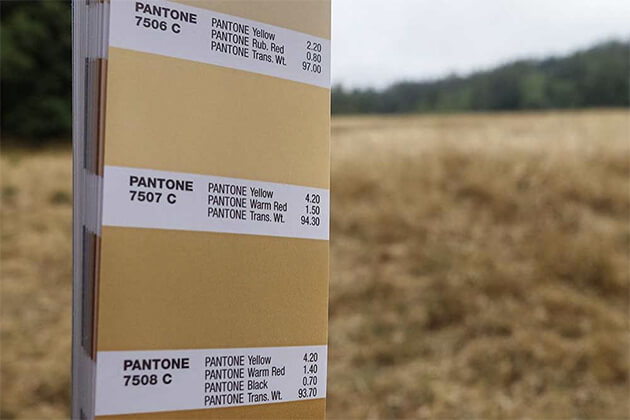 PANTONE PANTONE Yellow 2.20
7506 C PANTONE Rub. Red 0.80
PANTONE Trans. Wt. 97.00
PANTONE PANTONE Yellow 4.20
7507 C PANTONE Warm Red 1.50
PANTONE Trans. Wt. 94.30
PANTONE PANTONE Yellow 4.20
7508 C PANTONE Warm Red 1.40
PANTONE Black 0.70
PANTONE Trans. Wt. 93.70